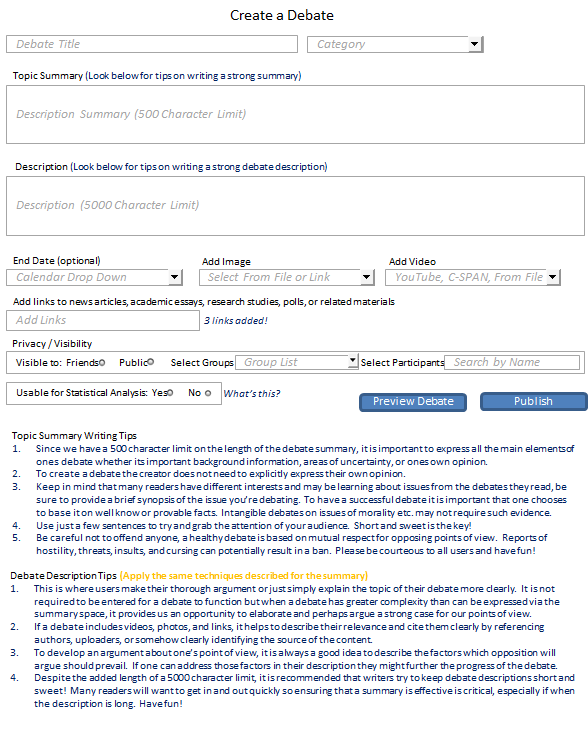 Create a Debate
Debate Title
Category
Topic Summary (Look below for tips on writing a strong summary)
Description Summary (500 Character Limit)
Description (Look below for tips on writing a strong debate description)
Description (5000 Character Limit)
End Date (optional)
Add Image
Add Video
Calendar Drop Down
Select From File or Link
YouTube, C-SPAN, From File
Add links to news articles, academic essays, research studies, polls, or related materials
Add Links
3 links added!
Privacy / Visibility
Visible to: Friends
Public
Select Groups
Group List
Select Participants
Search by Name
Usable for Statistical Analysis: Yes
No
What's this?
Preview Debate
Publish
Topic Summary Writing Tips
1. Since we have a 500 character limit on the length of the debate summary, it is important to express all the main elements of
ones debate whether its important background information, areas of uncertainty, or ones own opinion.
2. To create a debate the creator does not need to explicitly express their own opinion.
3. Keep in mind that many readers have different interests and may be learning about issues from the debates they read, be
sure to provide a brief synopsis of the issue you're debating. To have a successful debate it is important that one chooses
to base it on well know or provable facts. Intangible debates on issues of morality etc. may not require such evidence.
4. Use just a few sentences to try and grab the attention of your audience. Short and sweet is the key!
5. Be careful not to offend anyone, a healthy debate is based on mutual respect for opposing points of view. Reports of
hostility, threats, insults, and cursing can potentially result in a ban. Please be courteous to all users and have fun!
Debate Description Tips (Apply the same techniques described for the summary)
1. This is where users make their thorough argument or just simply explain the topic of their debate more clearly. It is not
required to be entered for a debate to function but when a debate has greater complexity than can be expressed via the
summary space, it provides us an opportunity to elaborate and perhaps argue a strong case for our points of view.
2. If a debate includes videos, photos, and links, it helps to describe their relevance and cite them clearly by referencing
authors, uploaders, or somehow clearly identifying the source of the content.
3. To develop an argument about one's point of view, it is always a good idea to describe the factors which opposition will
argue should prevail. If one can address those factors in their description they might further the progress of the debate.
4. Despite the added length of a 5000 character limit, it is recommended that writers try to keep debate descriptions short and
sweet! Many readers will want to get in and out quickly so ensuring that a summary is effective is critical, especially if when
the description is long. Have fun!